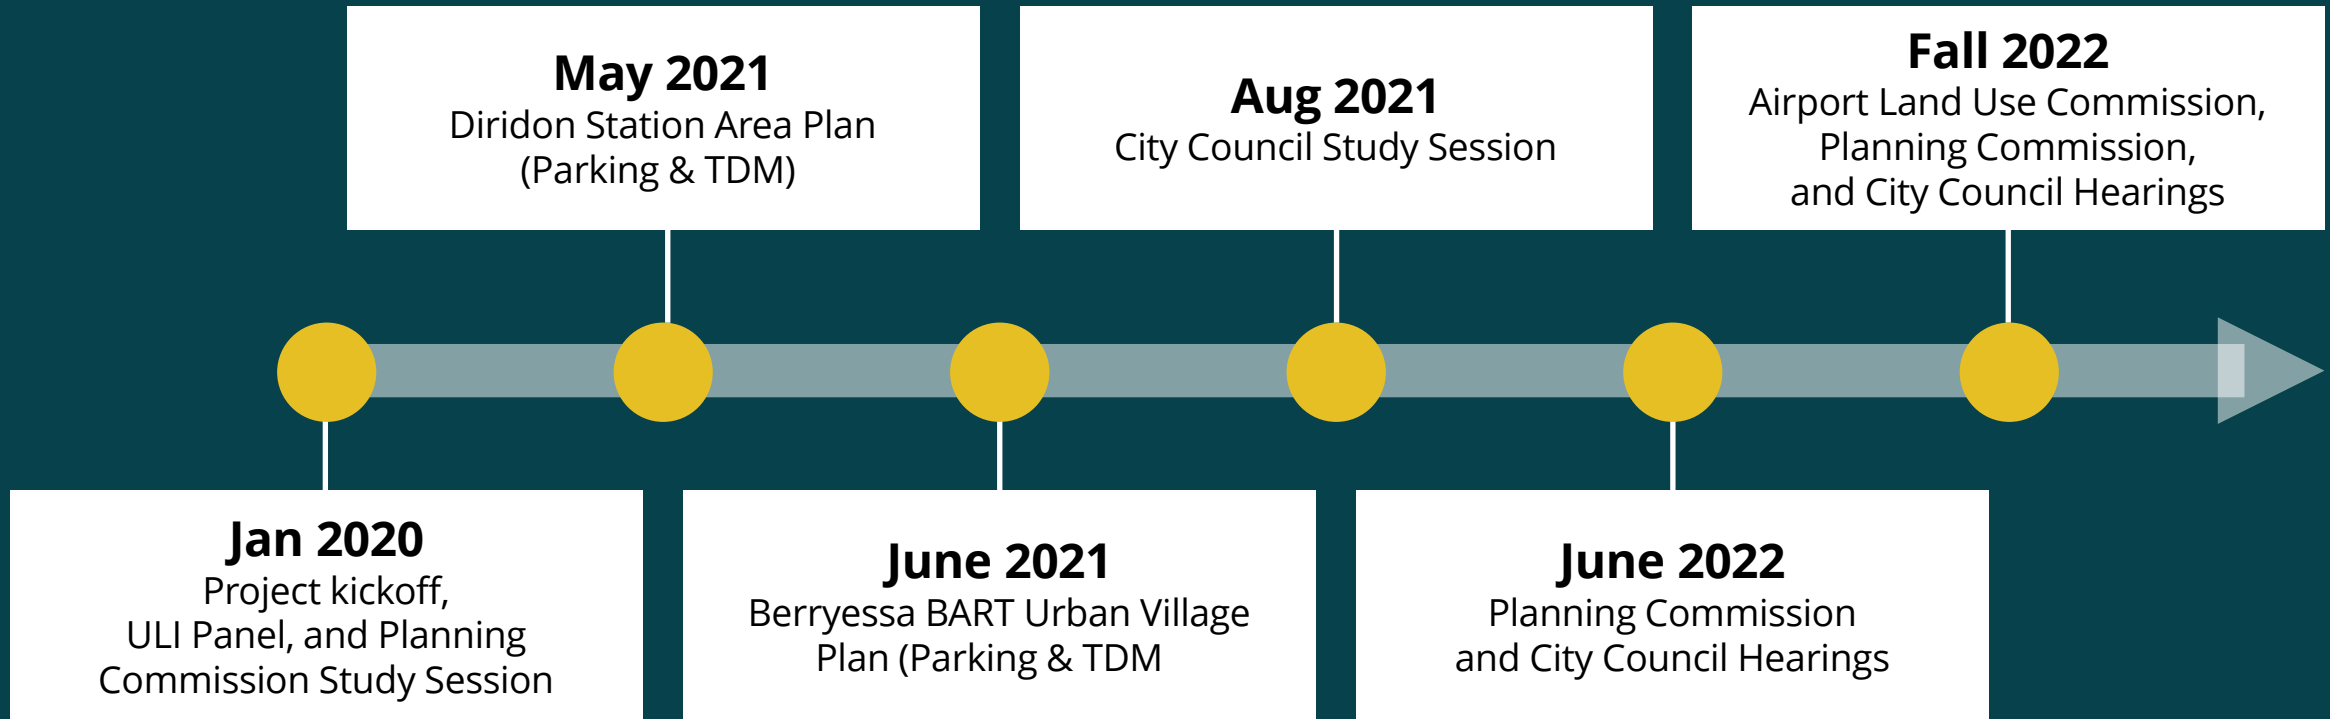 May 2021
Diridon Station Area Plan
(Parking & TDM)
Aug 2021
City Council Study Session
Fall 2022
Airport Land Use Commission,
Planning Commission,
and City Council Hearings
Jan 2020
Project kickoff,
ULI Panel, and Planning
Commission Study Session
June 2021
Berryessa BART Urban Village
Plan (Parking & TDM
June 2022
Planning Commission
and City Council Hearings